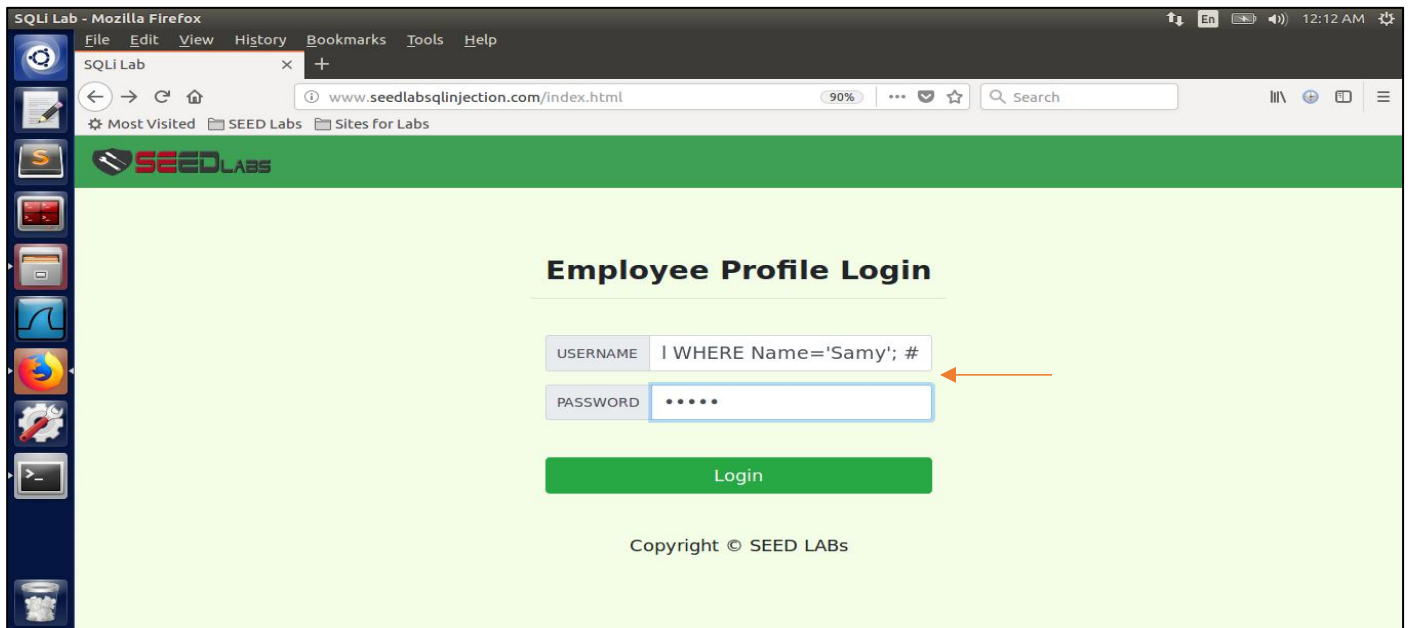 SQLi Lab - Mozilla Firefox
En
12:12 AM
File Edit View History Bookmarks Tools Help
SQLi Lab
www.seedlabsqlinjection.com/index.html
90%
Search
Most Visited SEED Labs Sites for Labs
SEEDLABS
Employee Profile Login
USERNAME
l WHERE Name='Samy'; #
PASSWORD
•••••
Login
Copyright © SEED LABs